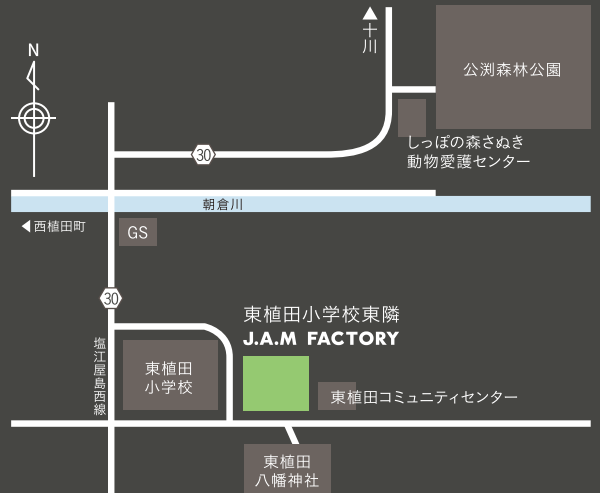 ▲十川
N
公渕森林公園
30
しっぽの森さぬき
動物愛護センター
朝倉川
◀西植田町
GS
30
東植田小学校東隣
J.A.M FACTORY
塩江屋島西線
東植田
小学校
東植田コミュニティセンター
東植田
八幡神社